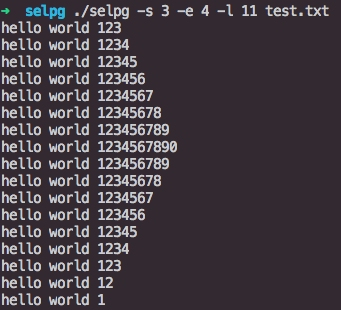 ➜ selpg ./selpg -s 3 -e 4 -l 11 test.txt
hello world 123
hello world 1234
hello world 12345
hello world 123456
hello world 1234567
hello world 12345678
hello world 123456789
hello world 1234567890
hello world 123456789
hello world 12345678
hello world 1234567
hello world 123456
hello world 12345
hello world 1234
hello world 123
hello world 12
hello world 1